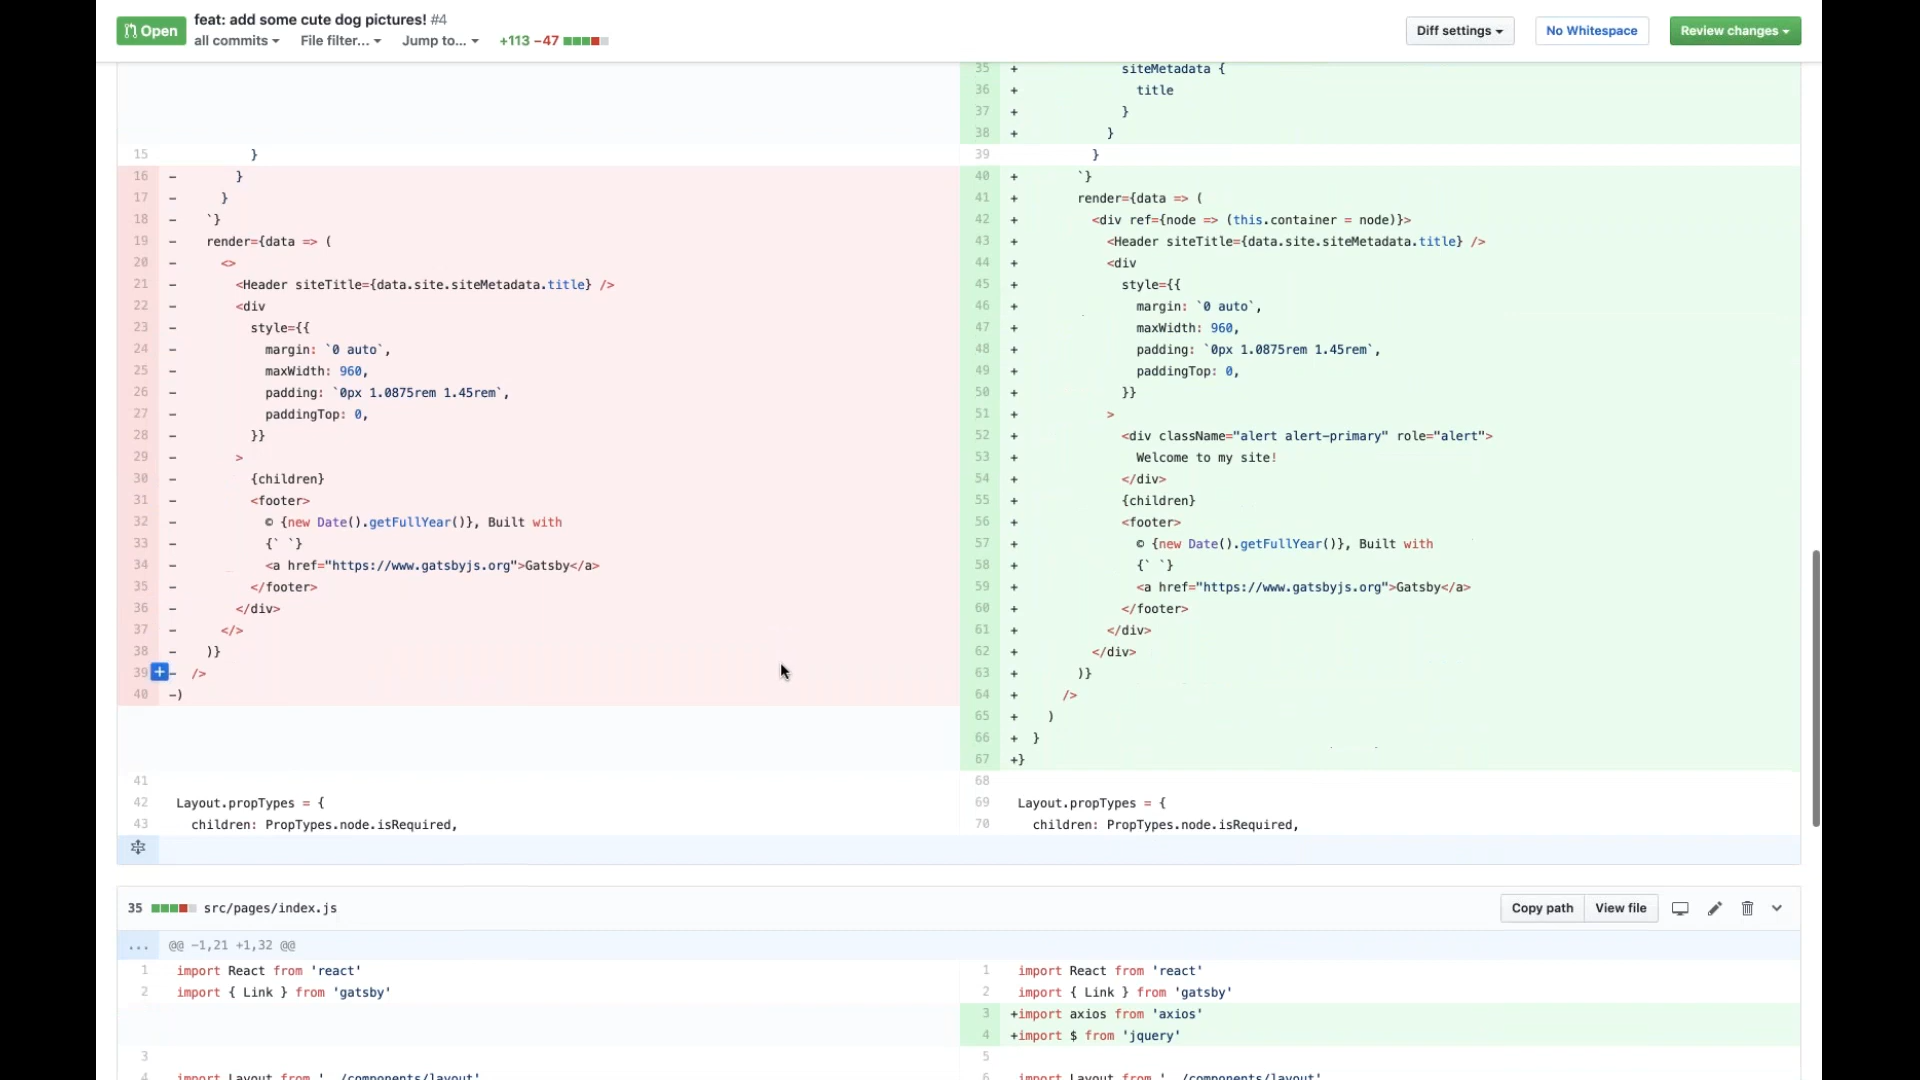 Open
feat: add some cute dog pictures! #4
all commits File filter... Jump to... +113 −47
Diff settings
No Whitespace
Review changes
35 + siteMetadata {
36 + title
37 + }
38 + }
15 }
39 }
16 - }
17 - }
18 - `}
19 - render={data => (
20 - <>
21 - <Header siteTitle={data.site.siteMetadata.title} />
22 - <div
23 - style={{
24 - margin: `0 auto`,
25 - maxWidth: 960,
26 - padding: `0px 1.0875rem 1.45rem`,
27 - paddingTop: 0,
28 - }}
29 - >
30 - {children}
31 - <footer>
32 - © {new Date().getFullYear()}, Built with
33 - {` `}
34 - <a href="https://www.gatsbyjs.org">Gatsby</a>
35 - </footer>
36 - </div>
37 - </>
38 - )}
39 - />
40 -)
40 + `}
41 + render={data => (
42 + <div ref={node => (this.container = node)}>
43 + <Header siteTitle={data.site.siteMetadata.title} />
44 + <div
45 + style={{
46 + margin: `0 auto`,
47 + maxWidth: 960,
48 + padding: `0px 1.0875rem 1.45rem`,
49 + paddingTop: 0,
50 + }}
51 + >
52 + <div className="alert alert-primary" role="alert">
53 + Welcome to my site!
54 + </div>
55 + {children}
56 + <footer>
57 + © {new Date().getFullYear()}, Built with
58 + {` `}
59 + <a href="https://www.gatsbyjs.org">Gatsby</a>
60 + </footer>
61 + </div>
62 + </div>
63 + )}
64 + />
65 + )
66 + }
67 +}
41
42 Layout.propTypes = {
43 children: PropTypes.node.isRequired,
68
69 Layout.propTypes = {
70 children: PropTypes.node.isRequired,
35 src/pages/index.js
Copy path View file
... @@ −1,21 +1,32 @@
1 import React from 'react'
2 import { Link } from 'gatsby'
3
4 import Layout from '../components/layout'
1 import React from 'react'
2 import { Link } from 'gatsby'
3 +import axios from 'axios'
4 +import $ from 'jquery'
5
6 import Layout from '../components/layout'